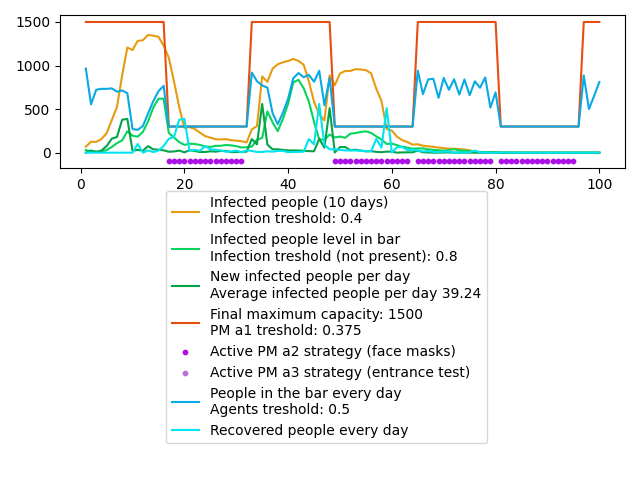 1500
1000
500
0
0
20
40
60
80
100
Infected people (10 days)
Infection treshold: 0.4
Infected people level in bar
Infection treshold (not present): 0.8
New infected people per day
Average infected people per day 39.24
Final maximum capacity: 1500
PM a1 treshold: 0.375
Active PM a2 strategy (face masks)
Active PM a3 strategy (entrance test)
People in the bar every day
Agents treshold: 0.5
Recovered people every day